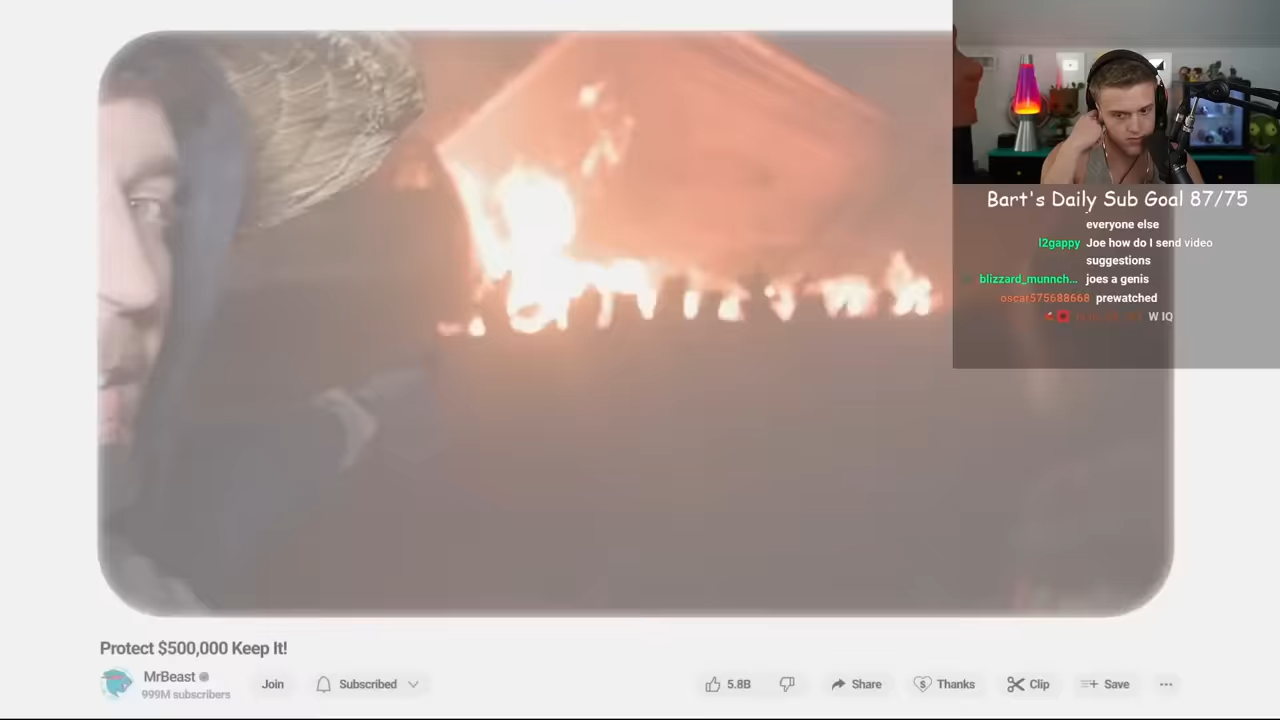 Bart's Daily Sub Goal 87/75
everyone else
l2gappy Joe how do I send video
suggestions
blizzard_munnch... joes a genis
oscar575688668 prewatched
W IQ
Protect $500,000 Keep It!
MrBeast
999M subscribers
Join
Subscribed
5.8B
Share
Thanks
Clip
Save